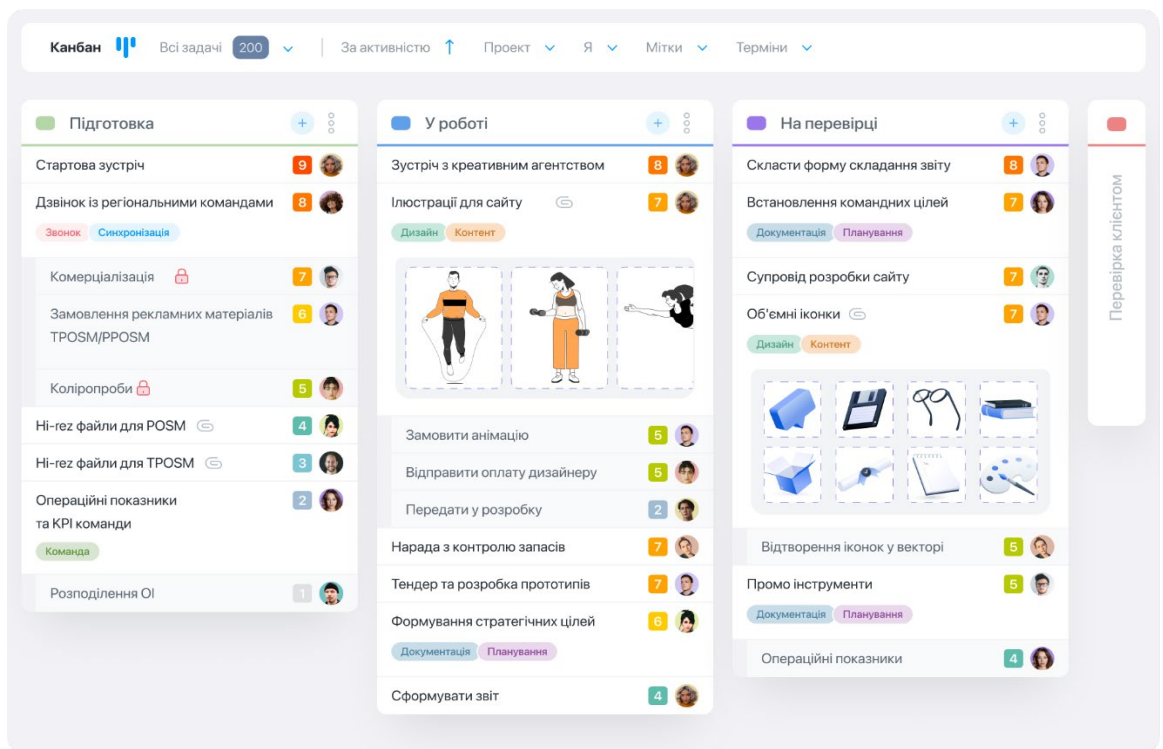 Канбан
Всі задачі 200
За активністю
Проект
Я
Мітки
Терміни
Підготовка
Стартова зустріч 9
Дзвінок із регіональними командами 8
Звонок Синхронізація
Комерціалізація 7
Замовлення рекламних матеріалів 6
TPOSM/PPOSM
Коліропроби 5
Hi-rez файли для POSM 4
Hi-rez файли для TPOSM 3
Операційні показники 2
та KPI команди
Команда
Розподілення ОІ 1
У роботі
Зустріч з креативним агентством 8
Ілюстрації для сайту 7
Дизайн Контент
Замовити анімацію 5
Відправити оплату дизайнеру 5
Передати у розробку 2
Нарада з контролю запасів 7
Тендер та розробка прототипів 7
Формування стратегічних цілей 6
Документація Планування
Сформувати звіт 4
На перевірці
Скласти форму складання звіту 8
Встановлення командних цілей 7
Документація Планування
Супровід розробки сайту 7
Об'ємні іконки 7
Дизайн Контент
Відтворення іконок у векторі 5
Промо інструменти 5
Документація Планування
Операційні показники 4
Перевірка клієнтом